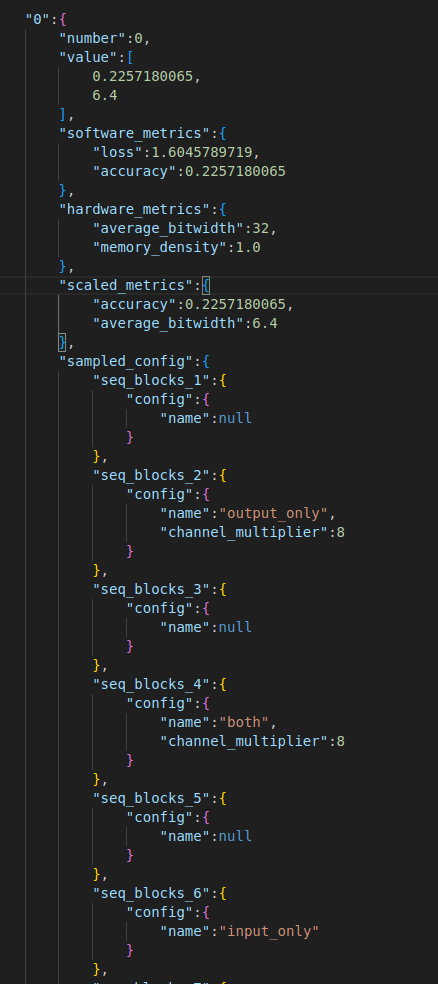 "0":{
"number":0,
"value":[
0.2257180065,
6.4
],
"software_metrics":{
"loss":1.6045789719,
"accuracy":0.2257180065
},
"hardware_metrics":{
"average_bitwidth":32,
"memory_density":1.0
},
"scaled_metrics":{
"accuracy":0.2257180065,
"average_bitwidth":6.4
},
"sampled_config":{
"seq_blocks_1":{
"config":{
"name":null
}
},
"seq_blocks_2":{
"config":{
"name":"output_only",
"channel_multiplier":8
}
},
"seq_blocks_3":{
"config":{
"name":null
}
},
"seq_blocks_4":{
"config":{
"name":"both",
"channel_multiplier":8
}
},
"seq_blocks_5":{
"config":{
"name":null
}
},
"seq_blocks_6":{
"config":{
"name":"input_only"
}
},